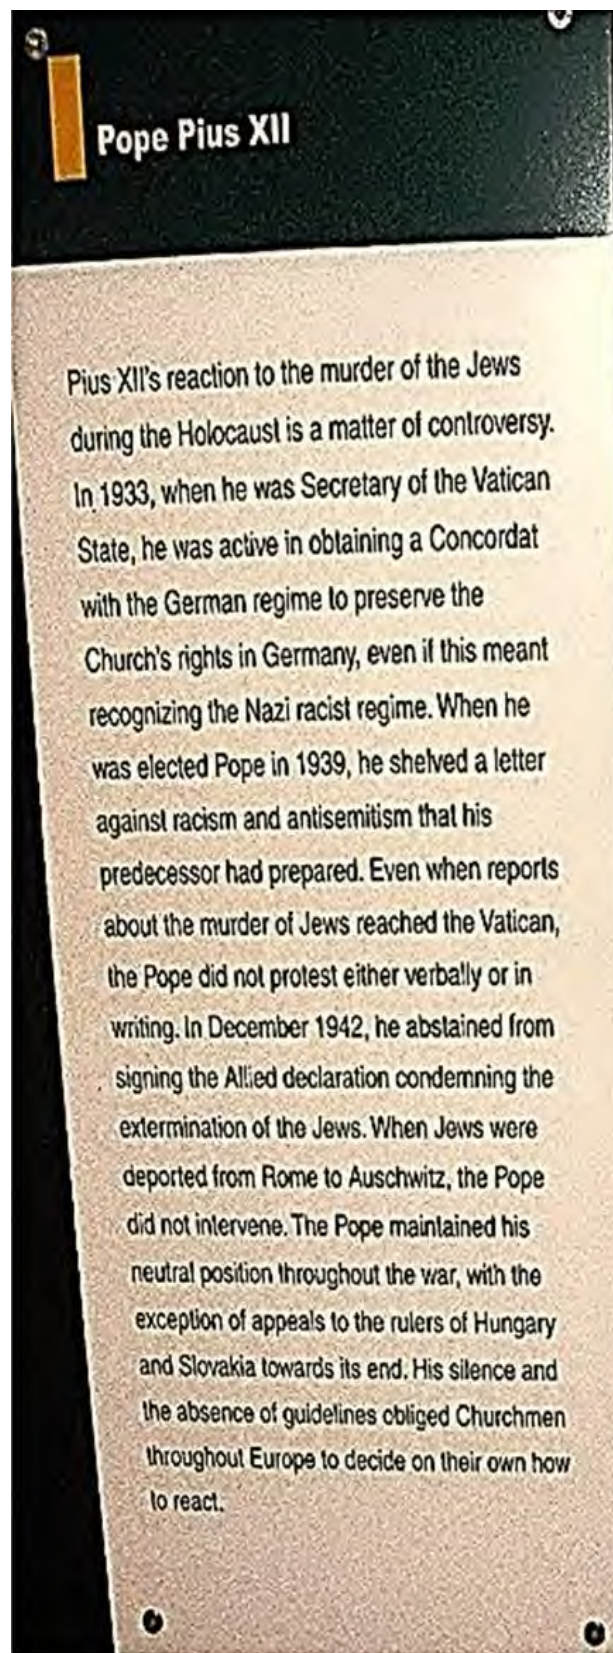 Pope Pius XII
Pius XII's reaction to the murder of the Jews
during the Holocaust is a matter of controversy.
In 1933, when he was Secretary of the Vatican
State, he was active in obtaining a Concordat
with the German regime to preserve the
Church's rights in Germany, even if this meant
recognizing the Nazi racist regime. When he
was elected Pope in 1939, he shelved a letter
against racism and antisemitism that his
predecessor had prepared. Even when reports
about the murder of Jews reached the Vatican,
the Pope did not protest either verbally or in
writing. In December 1942, he abstained from
signing the Allied declaration condemning the
extermination of the Jews. When Jews were
deported from Rome to Auschwitz, the Pope
did not intervene. The Pope maintained his
neutral position throughout the war, with the
exception of appeals to the rulers of Hungary
and Slovakia towards its end. His silence and
the absence of guidelines obliged Churchmen
throughout Europe to decide on their own how
to react.